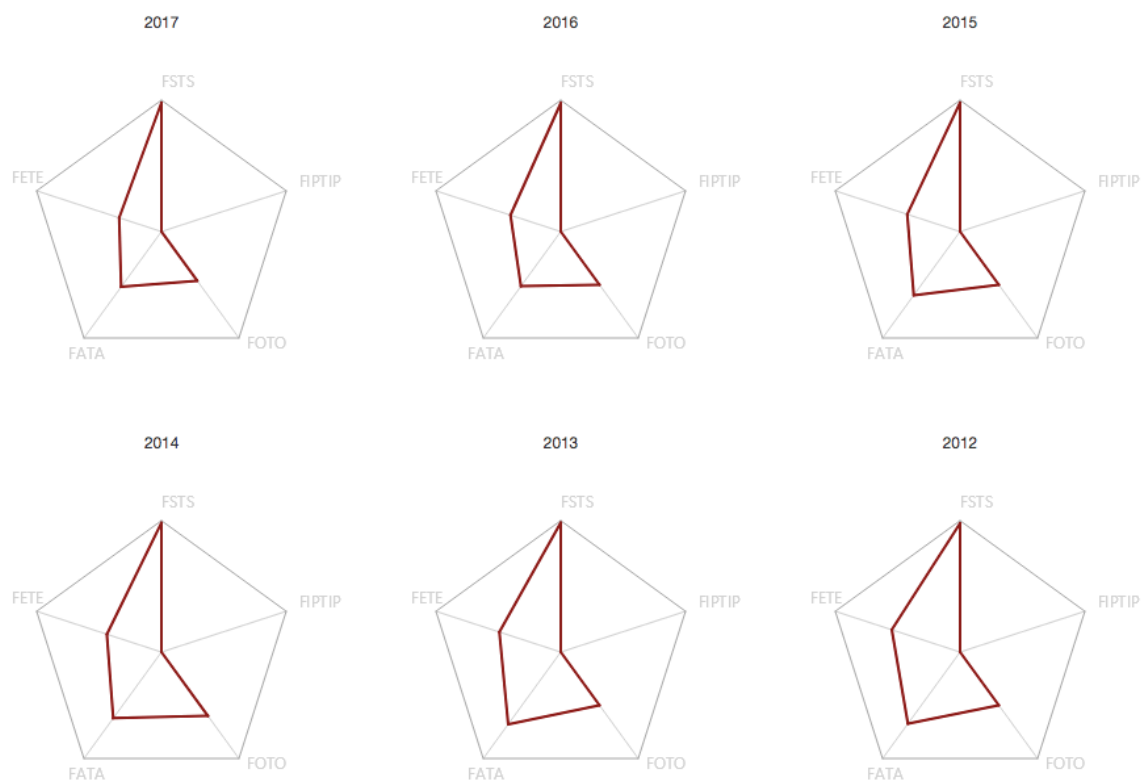 2017 2016 2015
FSTS FSTS FSTS
FETE FIPTIP FETE FIPTIP FETE FIPTIP
FATA FOTO FATA FOTO FATA FOTO
2014 2013 2012
FSTS FSTS FSTS
FETE FIPTIP FETE FIPTIP FETE FIPTIP
FATA FOTO FATA FOTO FATA FOTO